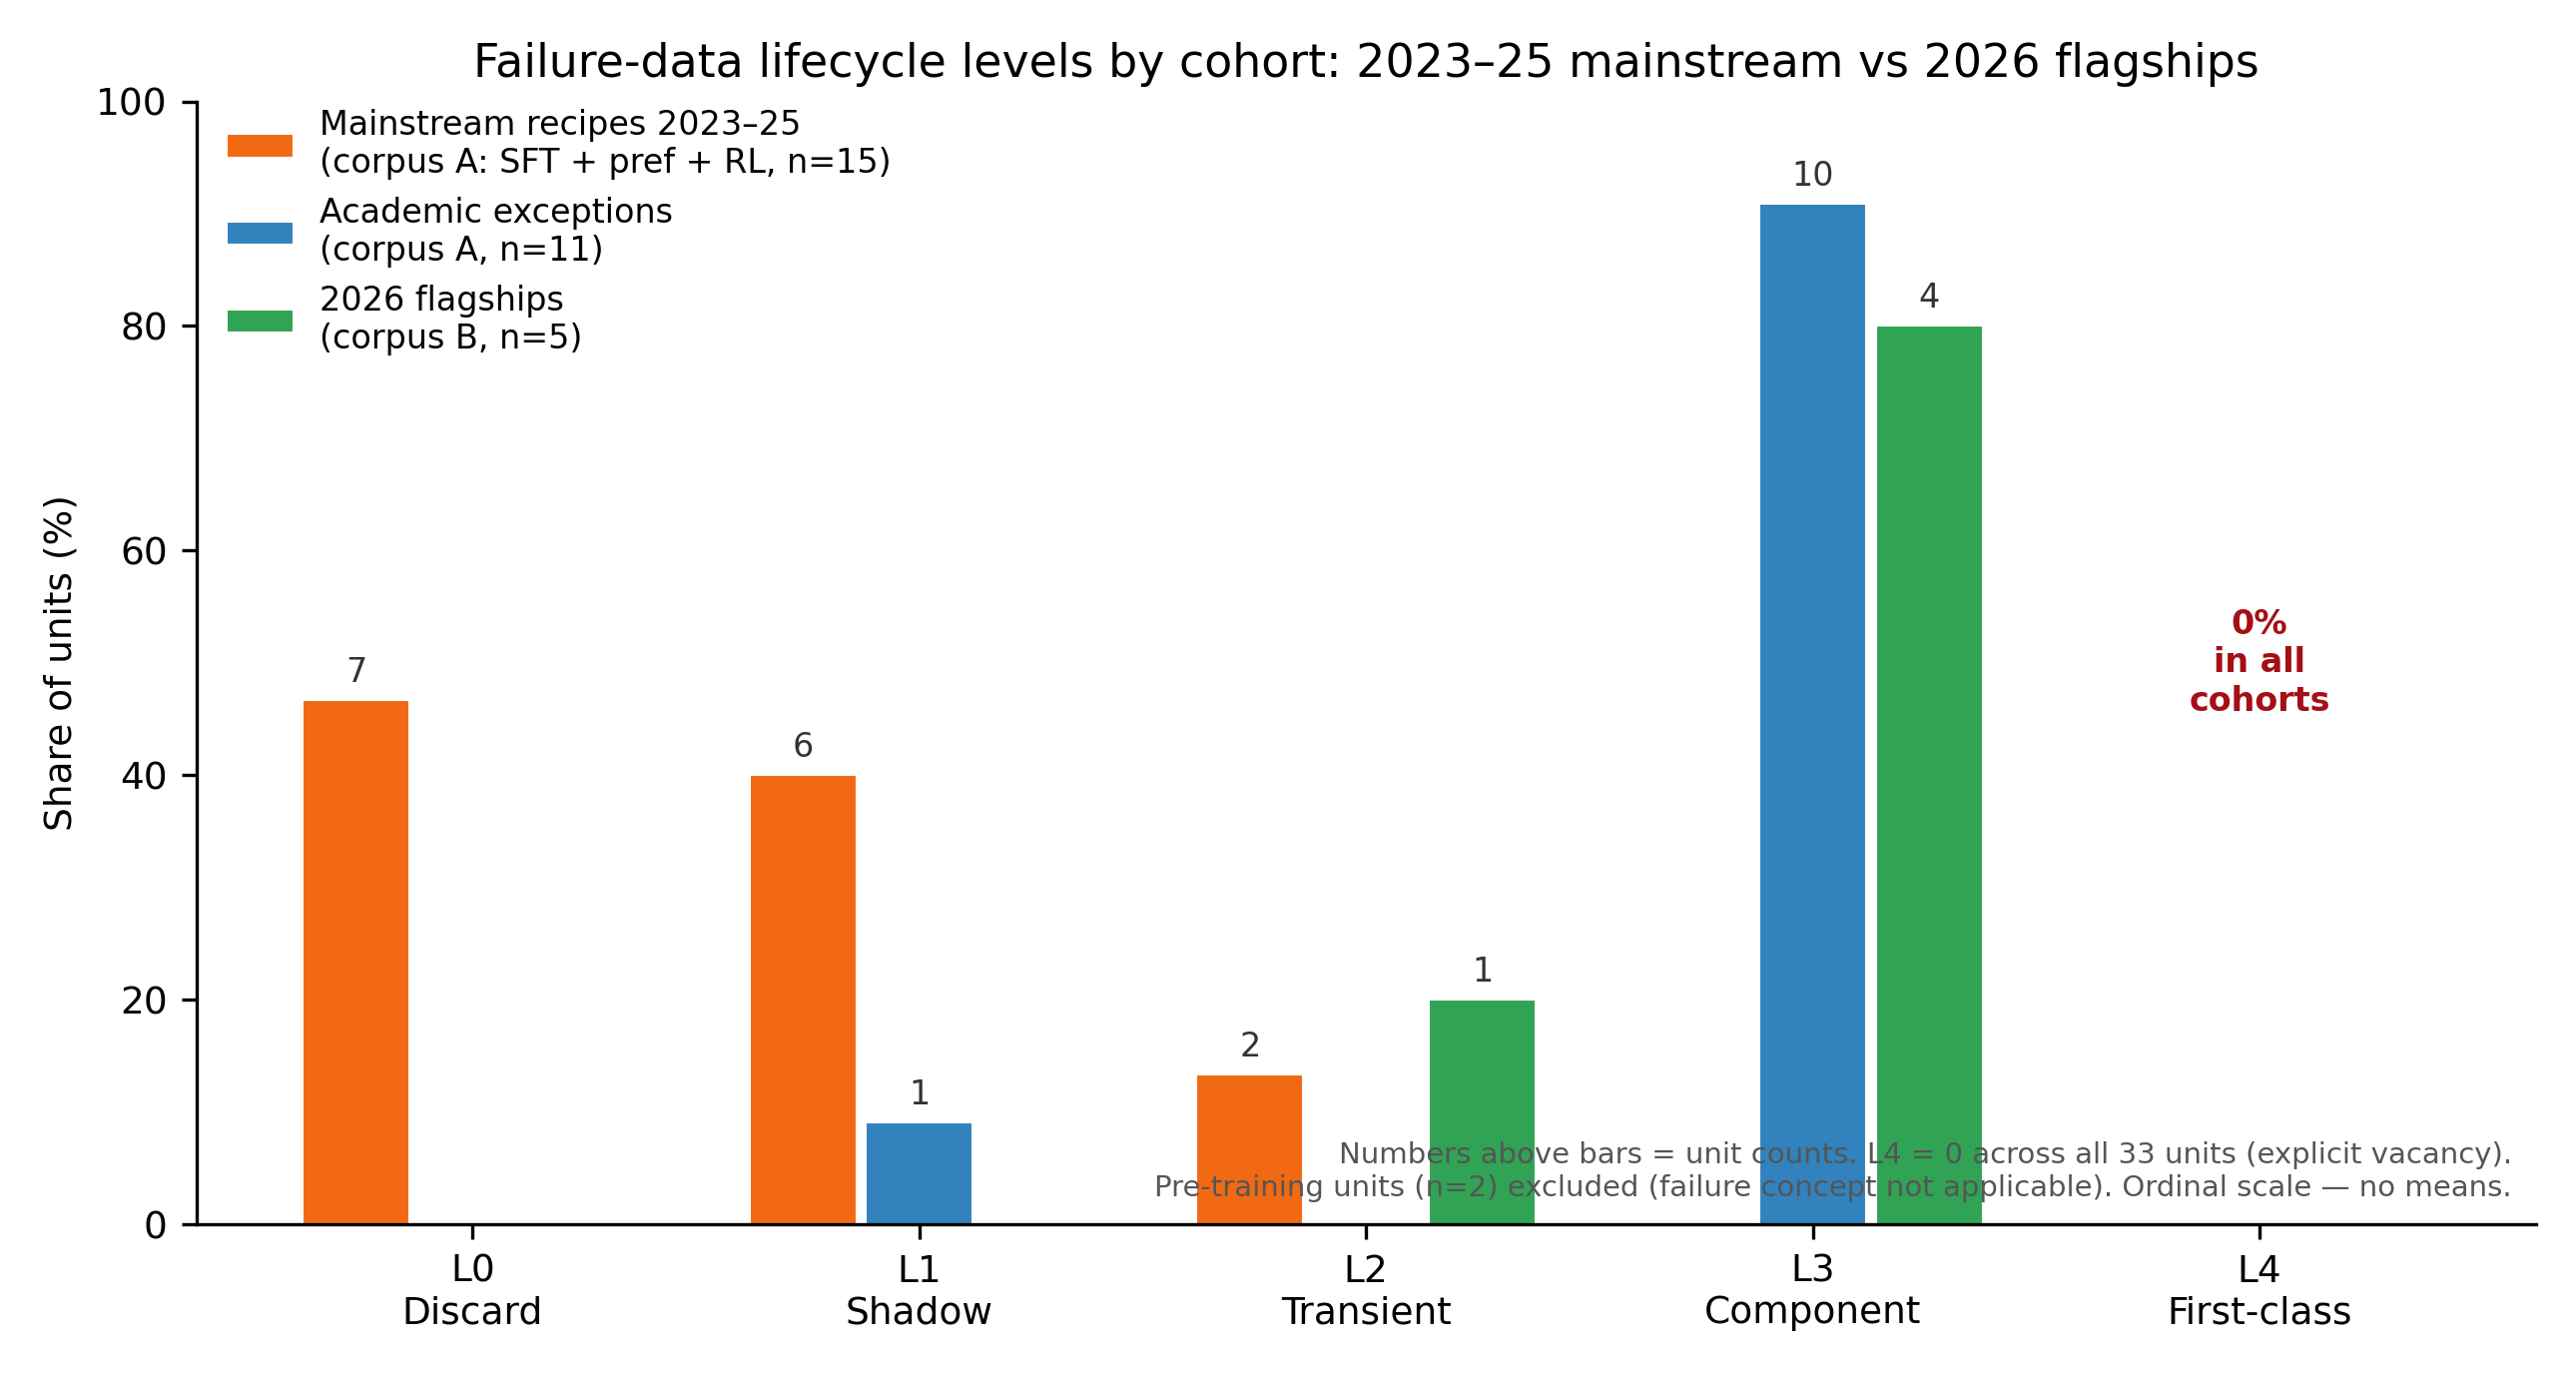 Failure-data lifecycle levels by cohort: 2023–25 mainstream vs 2026 flagships
Mainstream recipes 2023–25
(corpus A: SFT + pref + RL, n=15)
Academic exceptions
(corpus A, n=11)
2026 flagships
(corpus B, n=5)
Share of units (%)
100
80
60
40
20
0
7
6
1
2
1
10
4
0%
in all
cohorts
Numbers above bars = unit counts. L4 = 0 across all 33 units (explicit vacancy).
Pre-training units (n=2) excluded (failure concept not applicable). Ordinal scale — no means.
L0
Discard
L1
Shadow
L2
Transient
L3
Component
L4
First-class